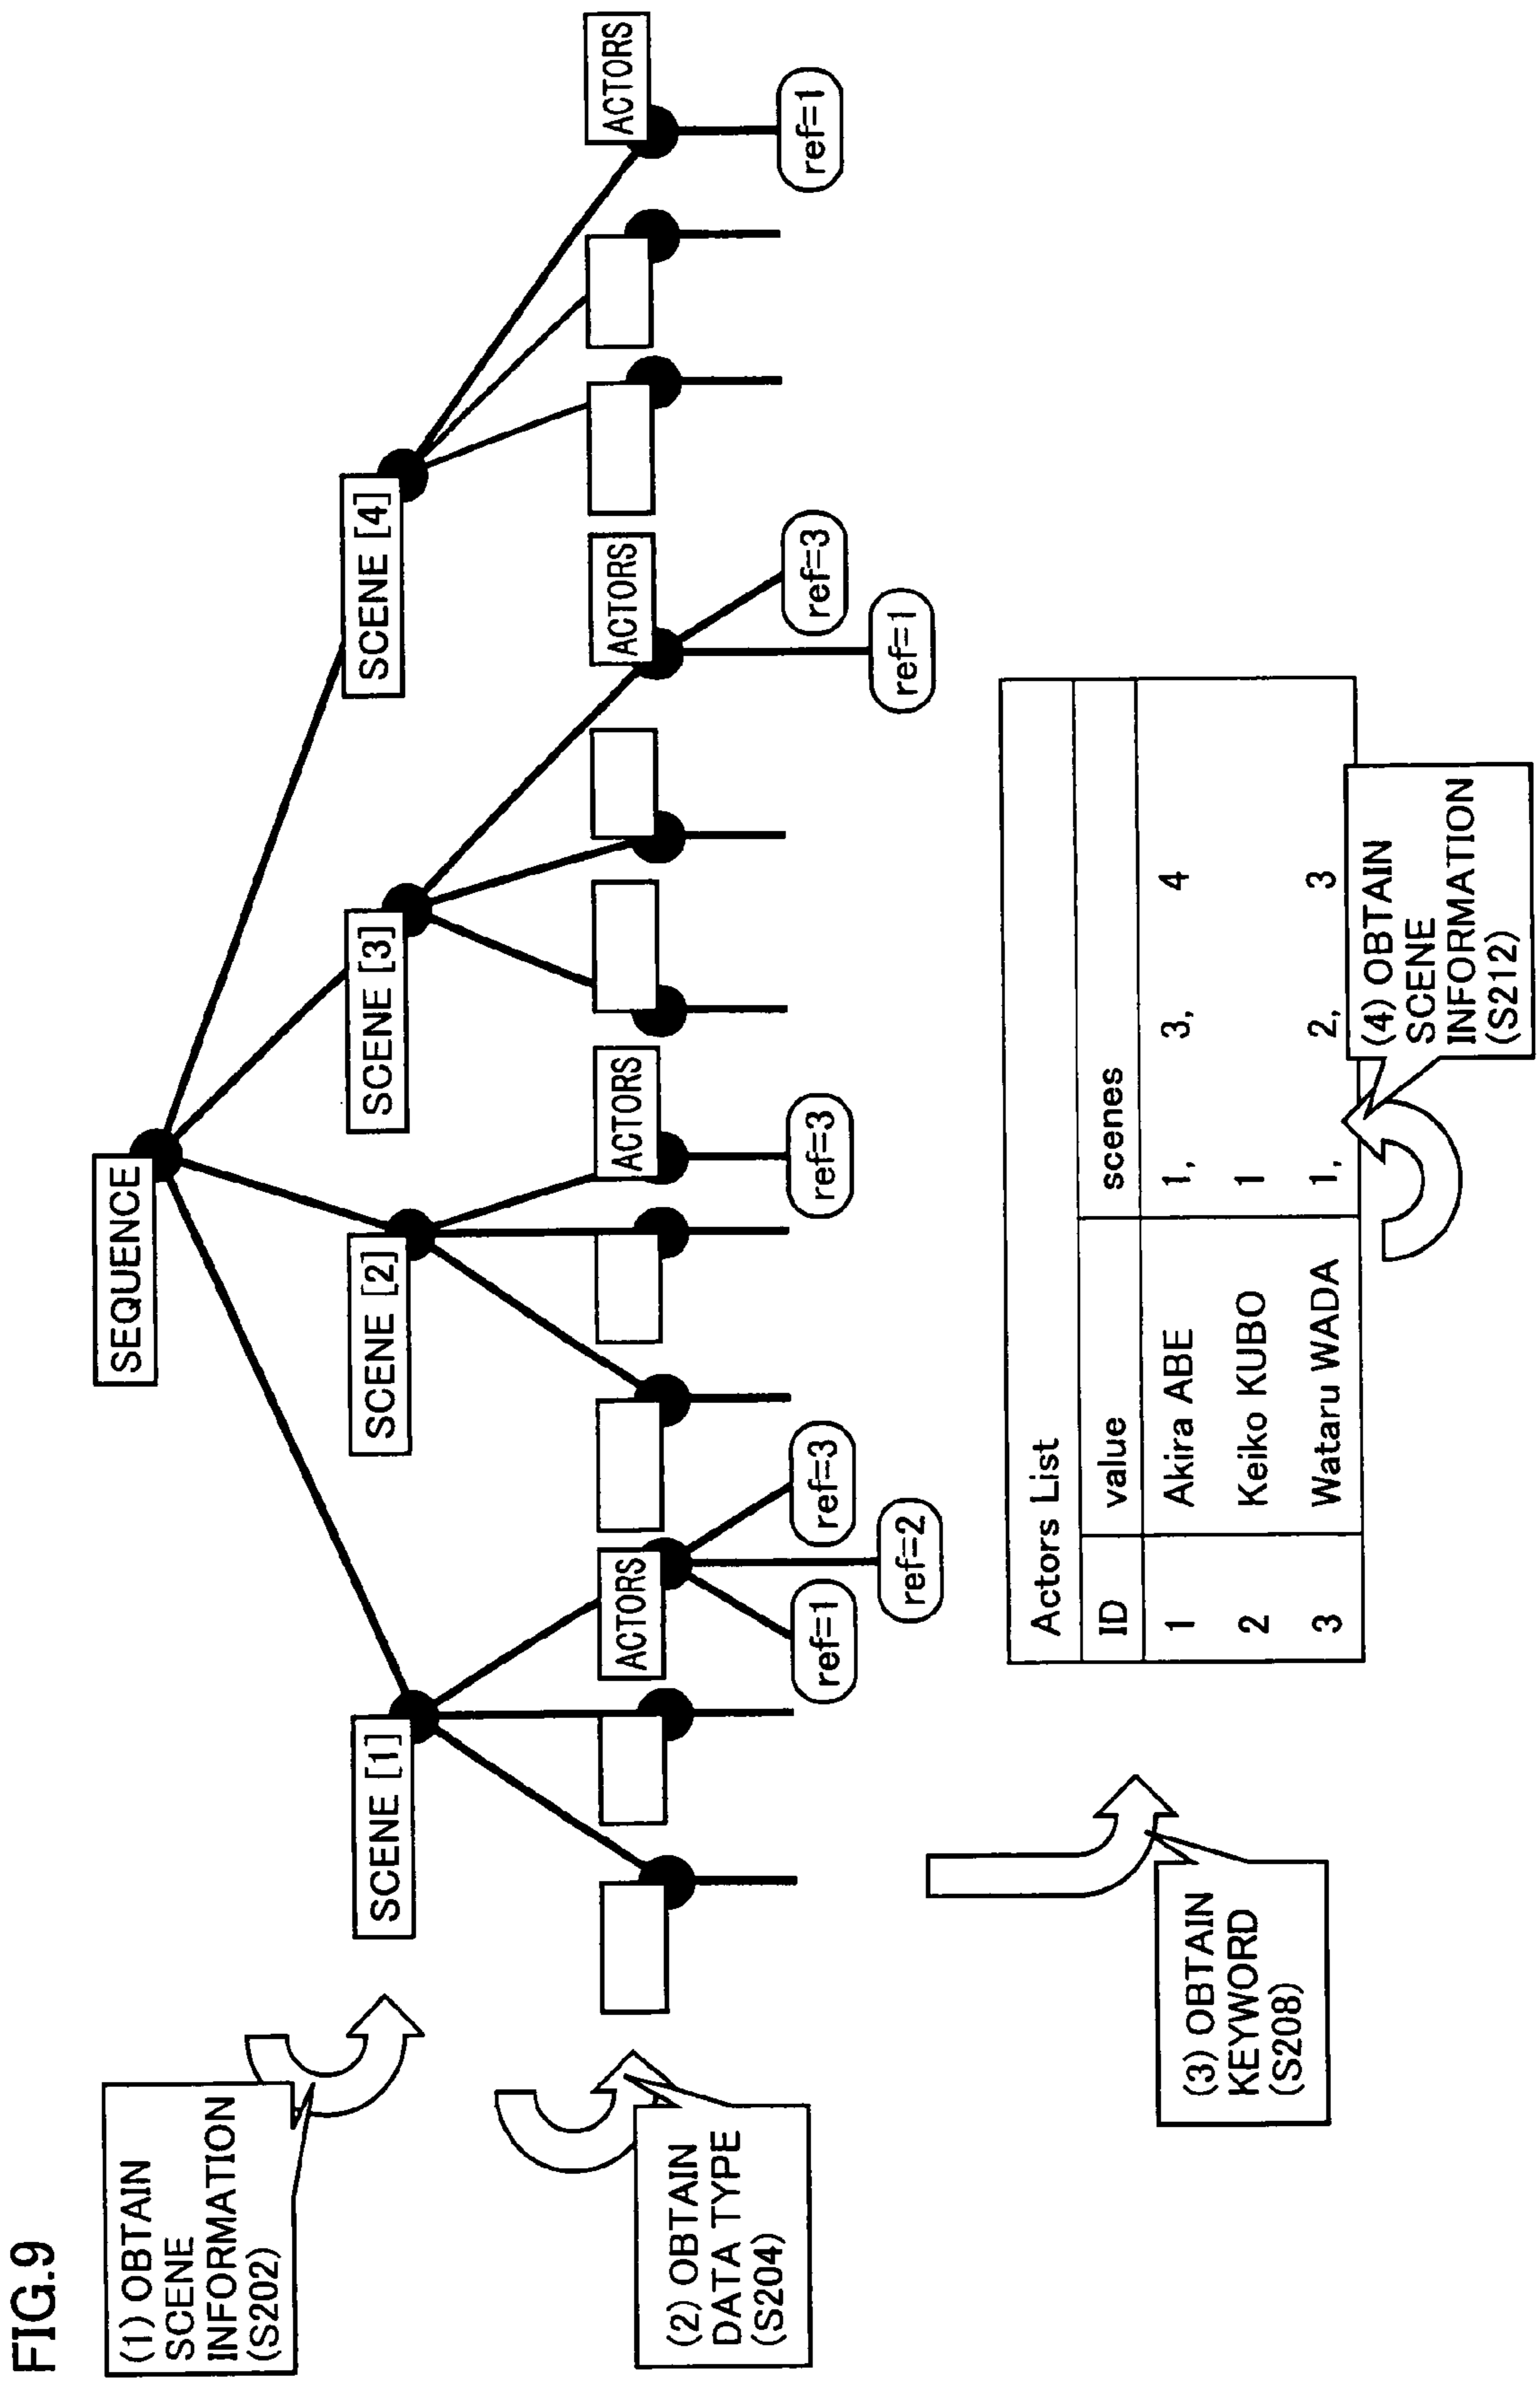 FIG.9
(1) OBTAIN
SCENE
INFORMATION
(S202)
(2) OBTAIN
DATA TYPE
(S204)
SEQUENCE
SCENE [1]
SCENE [2]
SCENE [3]
SCENE [4]
ACTORS
ACTORS
ACTORS
ACTORS
ref=1
ref=2
ref=3
ref=3
ref=1
ref=3
ref=1
(3) OBTAIN
KEYWORD
(S208)
Actors List
ID value scenes
1 Akira ABE 1, 3, 4
2 Keiko KUBO 1
3 Wataru WADA 1, 2, 3
(4) OBTAIN
SCENE
INFORMATION
(S212)